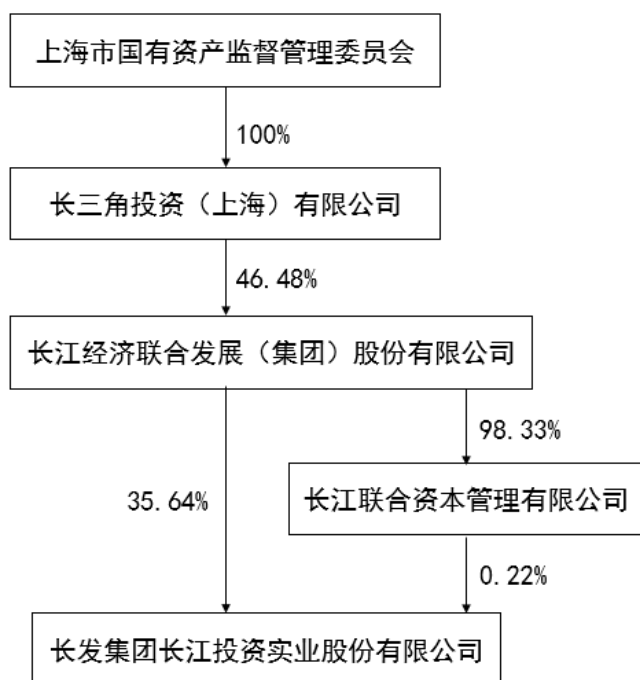 上海市国有资产监督管理委员会
100%
长三角投资（上海）有限公司
46.48%
长江经济联合发展（集团）股份有限公司
98.33%
35.64%
长江联合资本管理有限公司
0.22%
长发集团长江投资实业股份有限公司